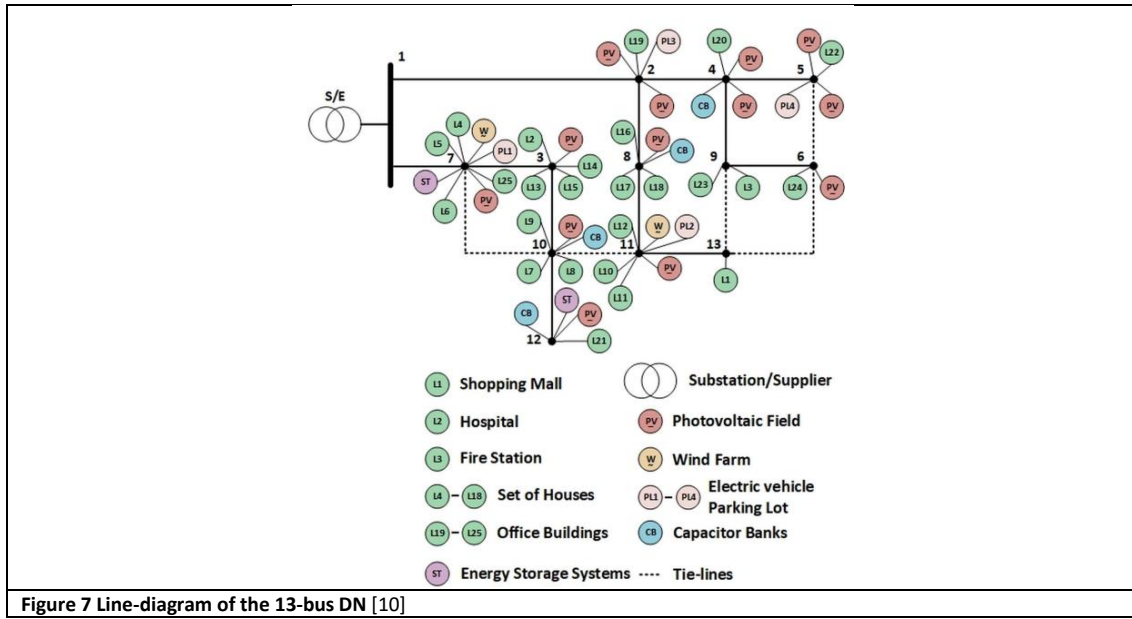 1
S/E
PV
L19
PL3
2
PV
L20
4
PV
CB
PV
PV
5
L22
PL4
PV
L4
W
L5
7
PL1
ST
L25
PV
L6
L2
PV
3
L14
L13
L15
L16
PV
CB
8
L17
L18
9
L23
L3
6
L24
PV
L9
PV
CB
10
L7
L8
L12
W
PL2
11
L10
PV
L11
13
L1
CB
ST
PV
12
L21
L1 Shopping Mall
Substation/Supplier
L2 Hospital
PV Photovoltaic Field
L3 Fire Station
W Wind Farm
L4 – L18 Set of Houses
PL1 – PL4 Electric vehicle
Parking Lot
L19 – L25 Office Buildings
CB Capacitor Banks
ST Energy Storage Systems
Tie-lines
Figure 7 Line-diagram of the 13-bus DN [10]